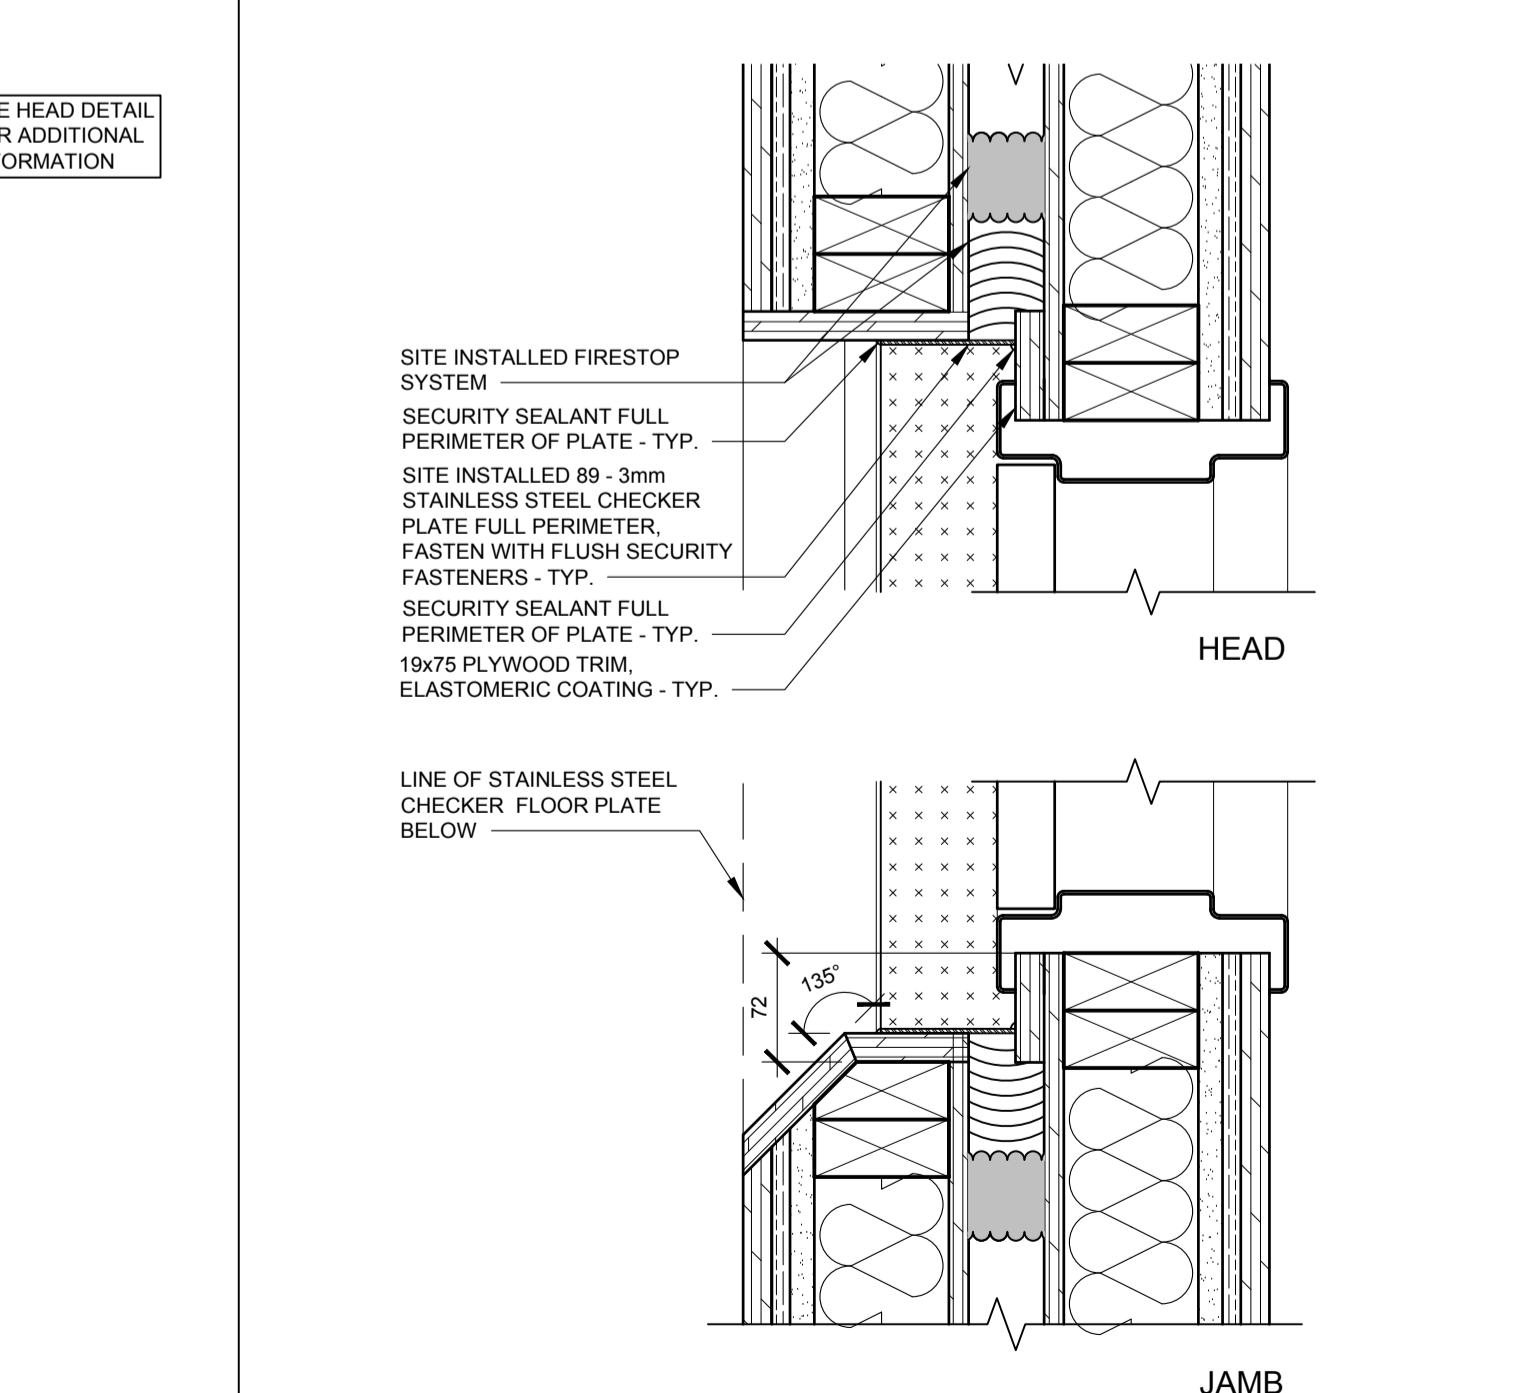 E HEAD DETAIL
R ADDITIONAL
ORMATION
SITE INSTALLED FIRESTOP
SYSTEM
SECURITY SEALANT FULL
PERIMETER OF PLATE - TYP.
SITE INSTALLED 89 - 3mm
STAINLESS STEEL CHECKER
PLATE FULL PERIMETER,
FASTEN WITH FLUSH SECURITY
FASTENERS - TYP.
SECURITY SEALANT FULL
PERIMETER OF PLATE - TYP.
19x75 PLYWOOD TRIM,
ELASTOMERIC COATING - TYP.
HEAD
LINE OF STAINLESS STEEL
CHECKER FLOOR PLATE
BELOW
135°
72
JAMB